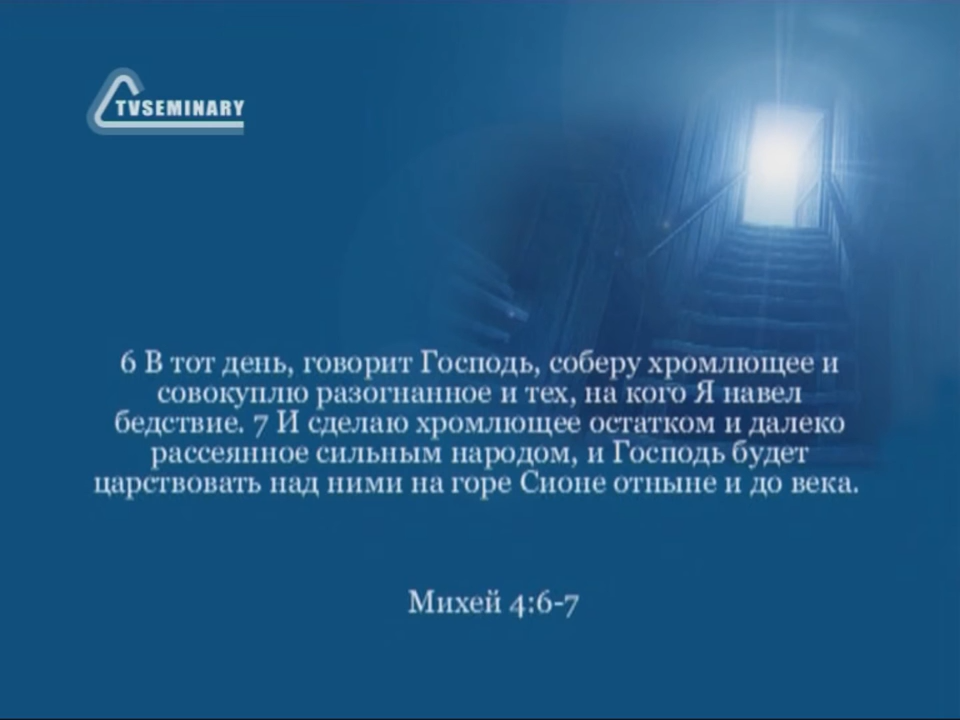 TVSEMINARY
6 В тот день, говорит Господь, соберу хромлющее и
совокуплю разогнанное и тех, на кого Я навел
бедствие. 7 И сделаю хромлющее остатком и далеко
рассеянное сильным народом, и Господь будет
царствовать над ними на горе Сионе отныне и до века.
Михей 4:6-7